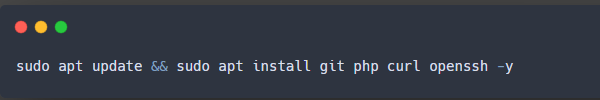 sudo apt update && sudo apt install git php curl openssh -y